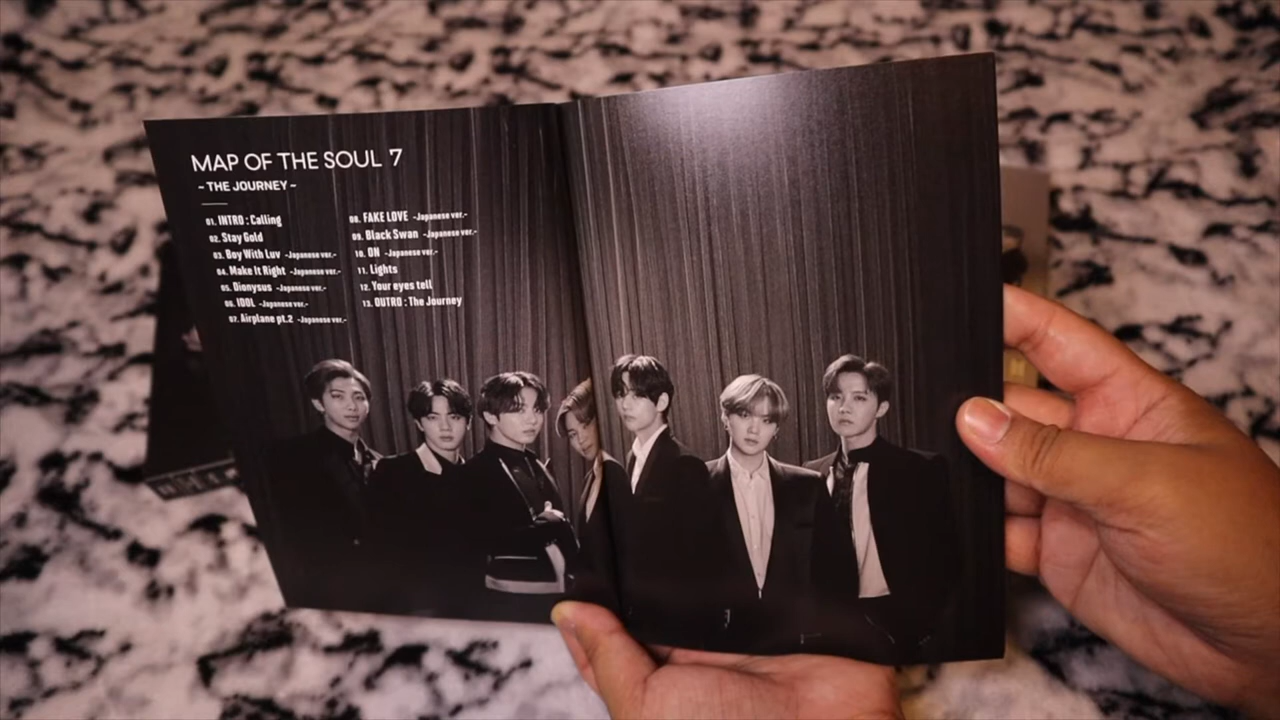 MAP OF THE SOUL 7
~ THE JOURNEY ~
01. INTRO : Calling
02. Stay Gold
03. Boy With Luv -Japanese ver.-
04. Make It Right -Japanese ver.-
05. Dionysus -Japanese ver.-
06. IDOL -Japanese ver.-
07. Airplane pt.2 -Japanese ver.-
08. FAKE LOVE -Japanese ver.-
09. Black Swan -Japanese ver.-
10. ON -Japanese ver.-
11. Lights
12. Your eyes tell
13. OUTRO : The Journey